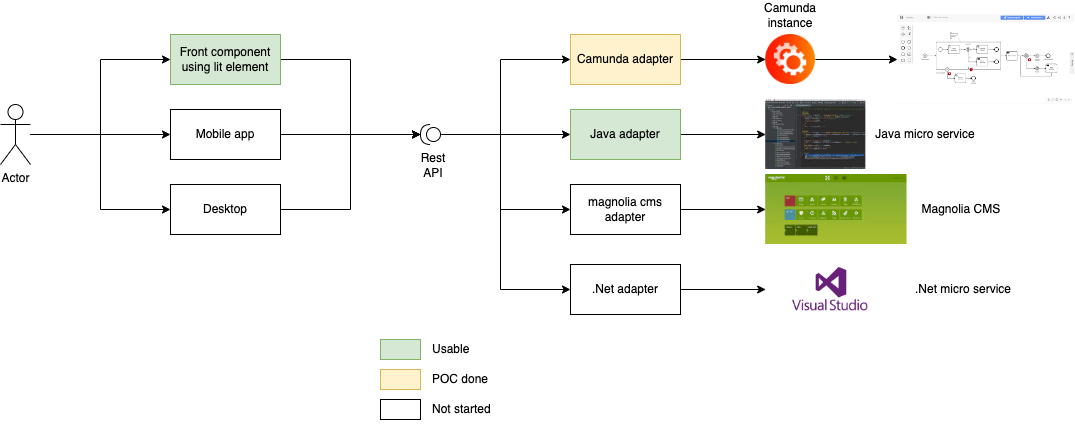 Camunda
instance
Front component
using lit element
Camunda adapter
Mobile app
Rest
API
Java adapter
Java micro service
Actor
Desktop
magnolia cms
adapter
Magnolia CMS
.Net adapter
Visual Studio
.Net micro service
Usable
POC done
Not started